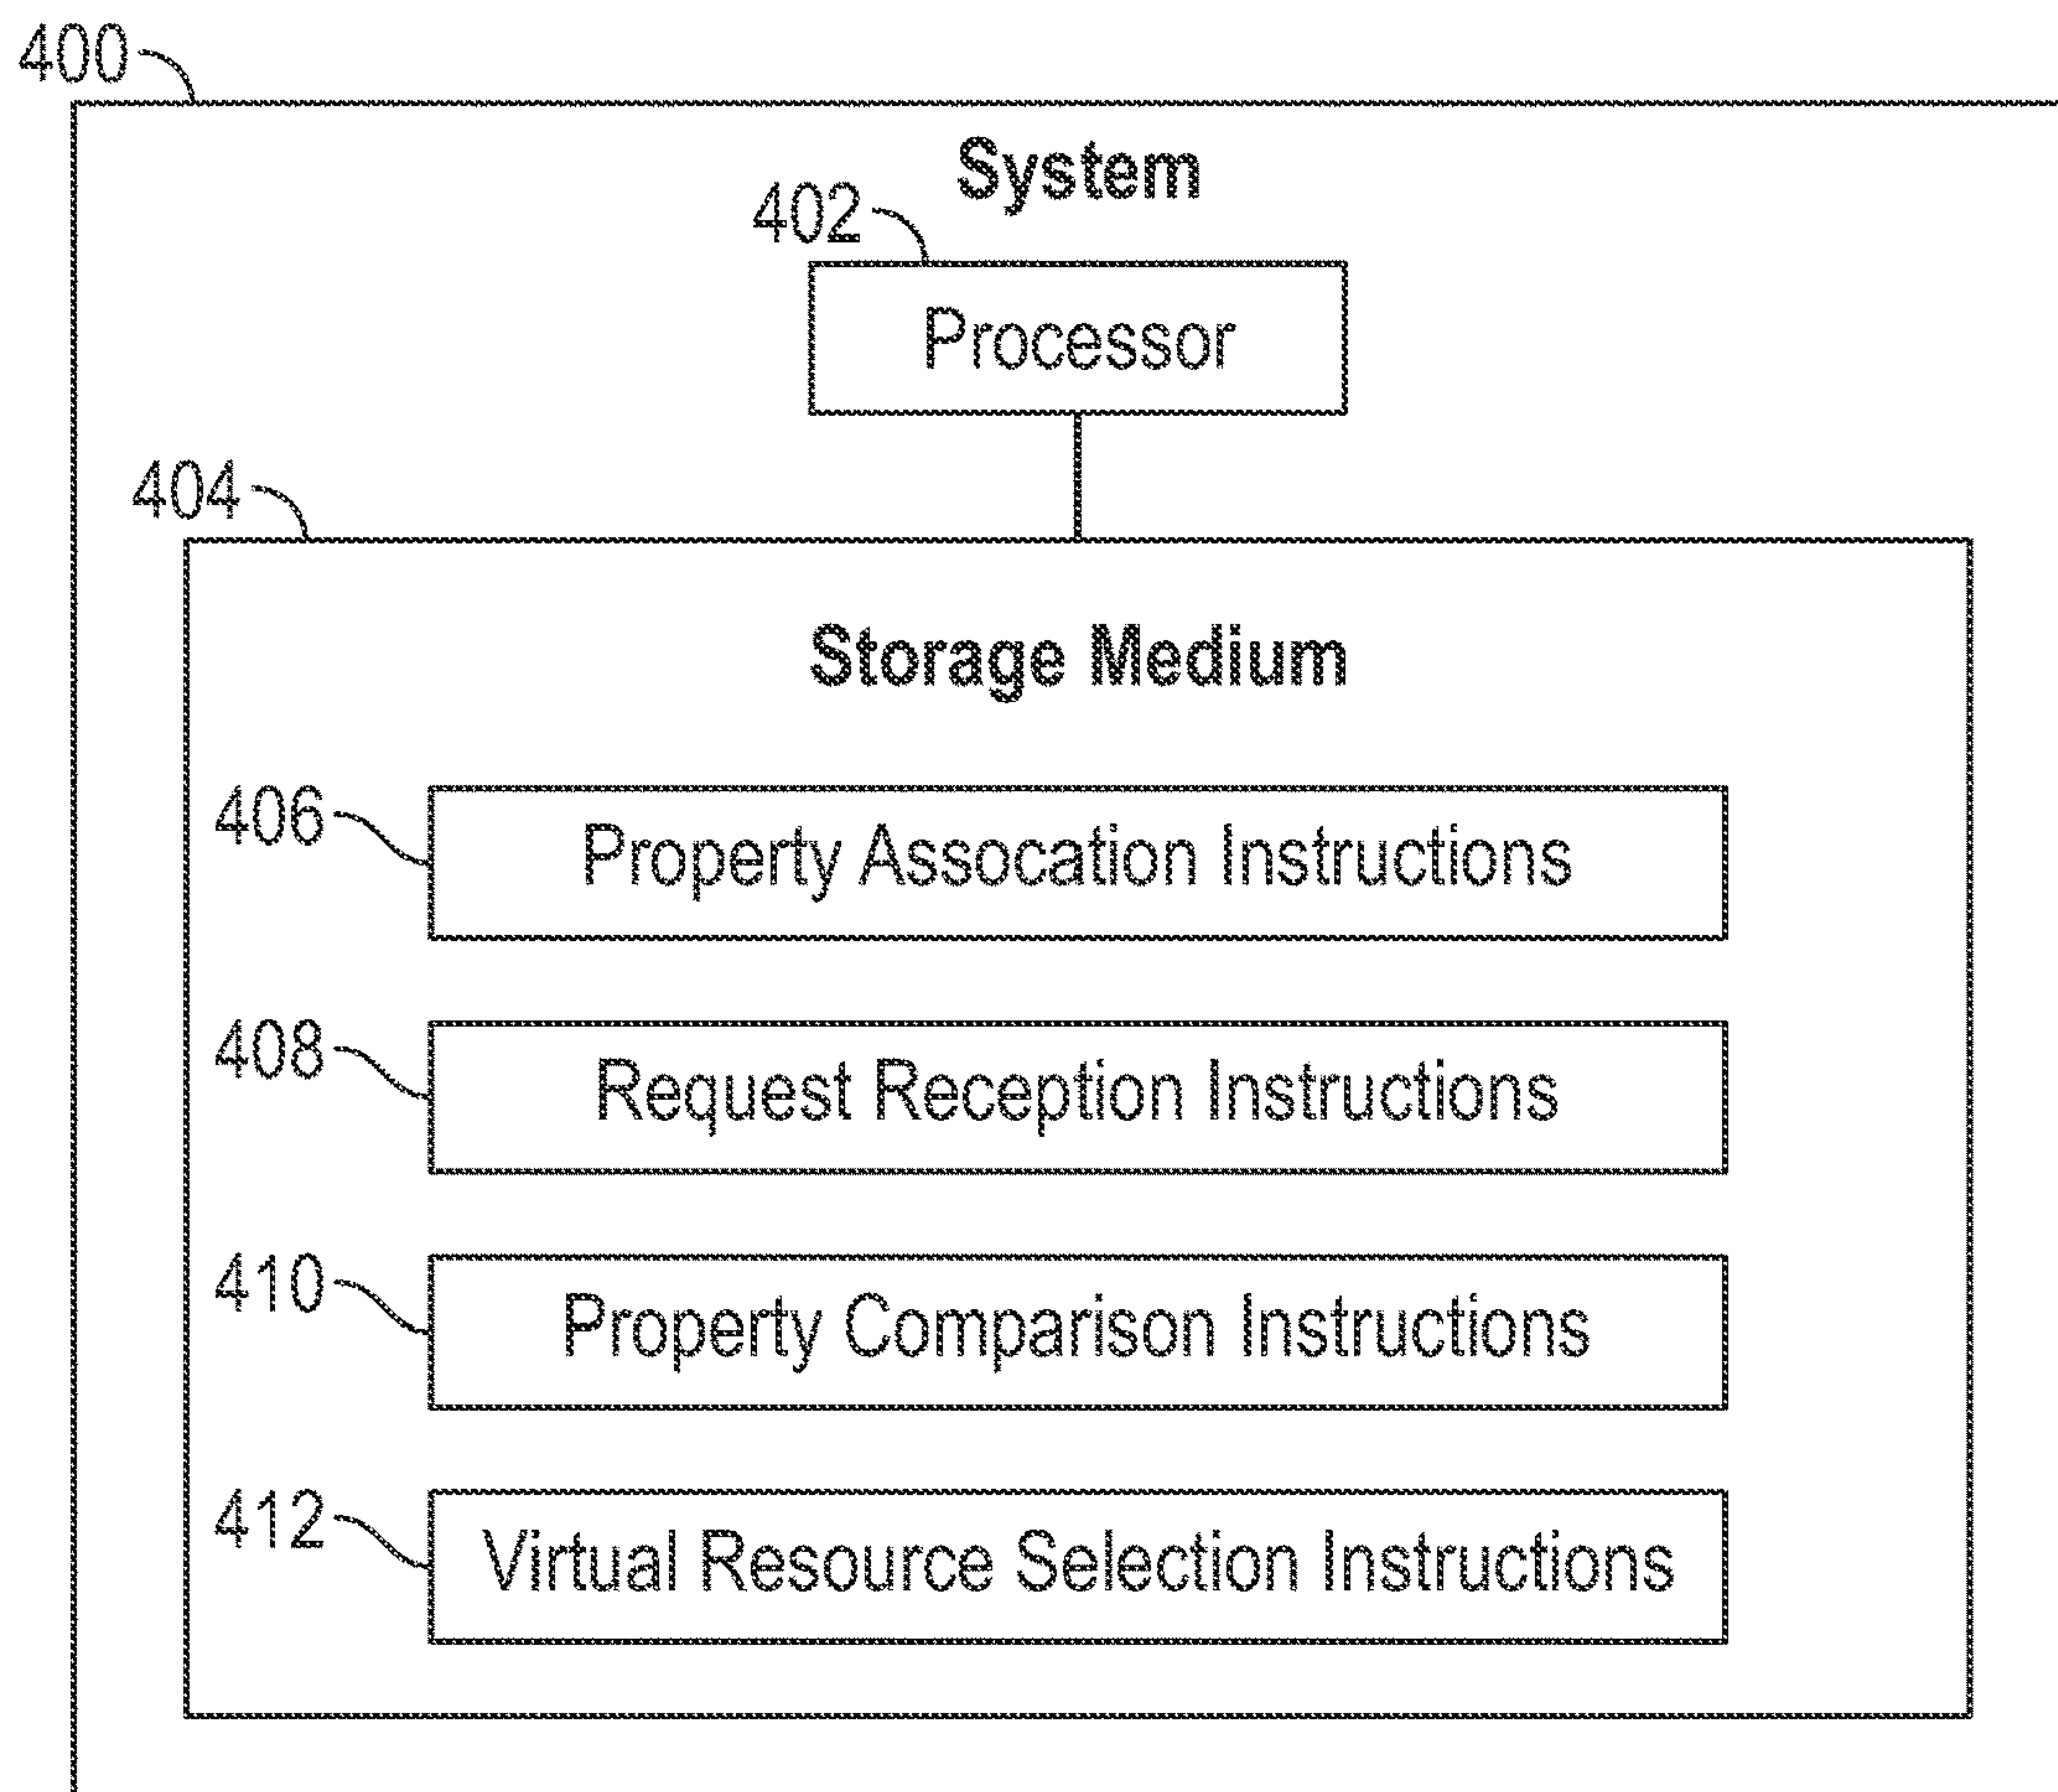 400
System
402
Processor
404
Storage Medium
406
Property Assocation Instructions
408
Request Reception Instructions
410
Property Comparison Instructions
412
Virtual Resource Selection Instructions